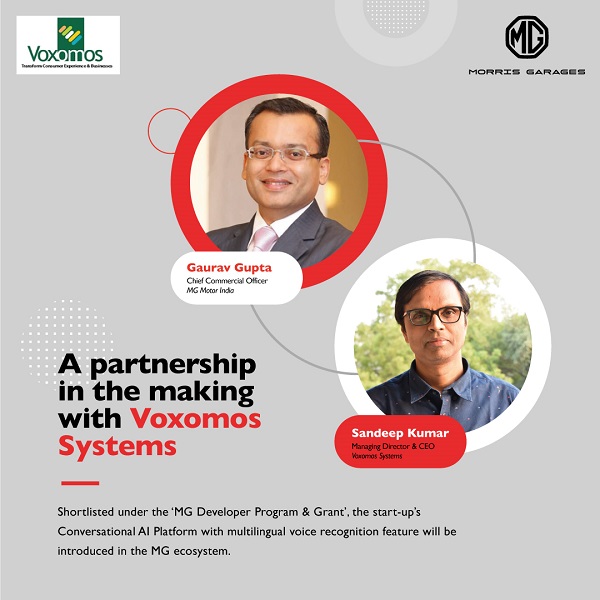 Voxomos
Transform Consumer Experience & Businesses
MG
MORRIS GARAGES
Gaurav Gupta
Chief Commercial Officer
MG Motor India
Sandeep Kumar
Managing Director & CEO
Voxomos Systems
A partnership
in the making
with Voxomos
Systems
Shortlisted under the ‘MG Developer Program & Grant’, the start-up’s
Conversational AI Platform with multilingual voice recognition feature will be
introduced in the MG ecosystem.